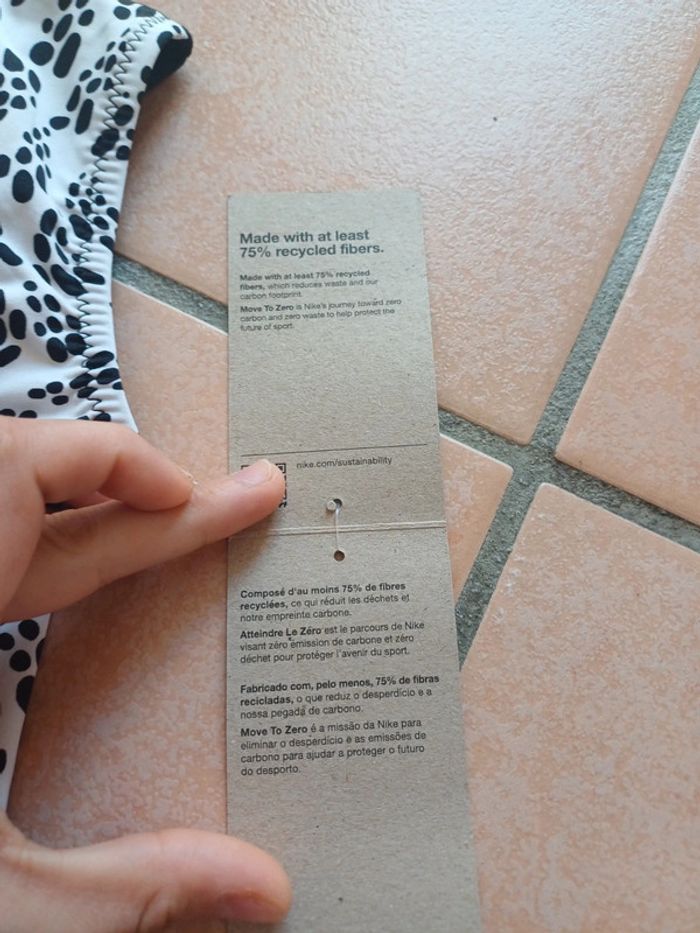 Made with at least
75% recycled fibers.
Made with at least 75% recycled
fibers, which reduces waste and our
carbon footprint.
Move To Zero is Nike's journey toward zero
carbon and zero waste to help protect the
future of sport.
nike.com/sustainability
Composé d'au moins 75% de fibres
recyclées, ce qui réduit les déchets et
notre empreinte carbone.
Atteindre Le Zéro est le parcours de Nike
visant zéro émission de carbone et zéro
déchet pour protéger l'avenir du sport.
Fabricado com, pelo menos, 75% de fibras
recicladas, o que reduz o desperdício e a
nossa pegada de carbono.
Move To Zero é a missão da Nike para
eliminar o desperdício e as emissões de
carbono para ajudar a proteger o futuro
do desporto.